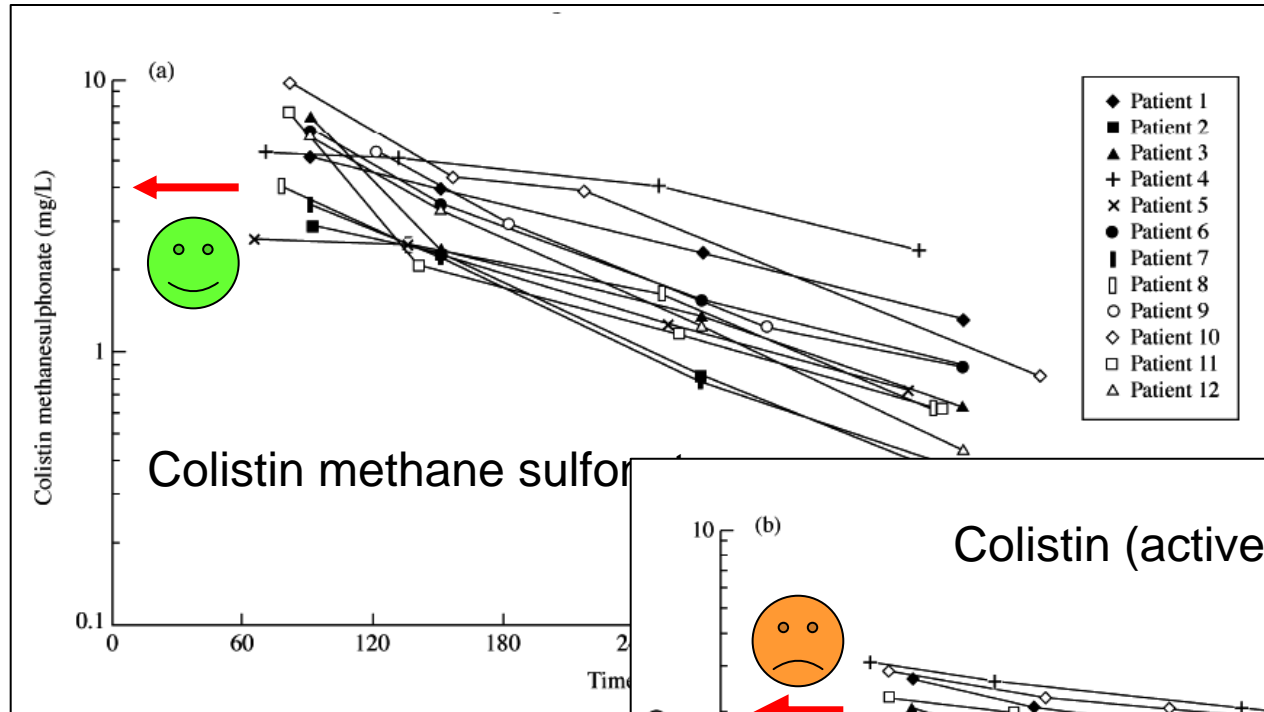 (a)
10
1
0.1
Colistin methanesulphonate (mg/L)
0
60
120
180
Patient 1
Patient 2
Patient 3
Patient 4
Patient 5
Patient 6
Patient 7
Patient 8
Patient 9
Patient 10
Patient 11
Patient 12
Colistin methane
(b)
10
Colistin (active